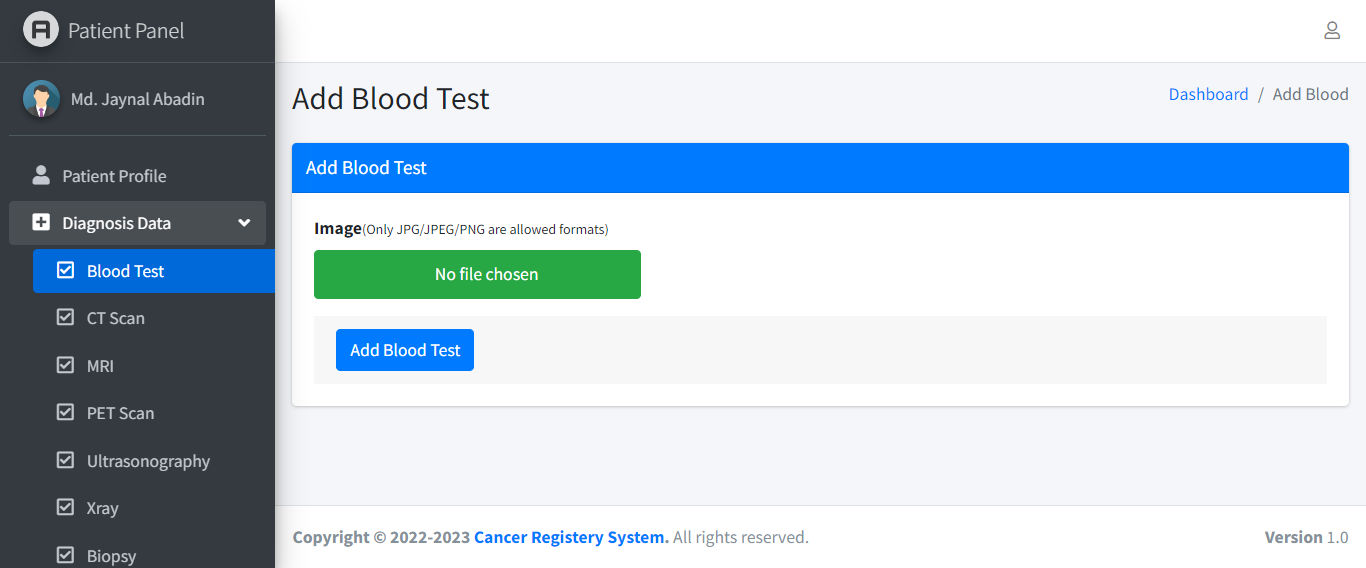 Patient Panel
Md. Jaynal Abadin
Patient Profile
Diagnosis Data
Blood Test
CT Scan
MRI
PET Scan
Ultrasonography
Xray
Biopsy
Add Blood Test
Dashboard / Add Blood
Add Blood Test
Image(Only JPG/JPEG/PNG are allowed formats)
No file chosen
Add Blood Test
Copyright © 2022-2023 Cancer Registery System. All rights reserved.
Version 1.0